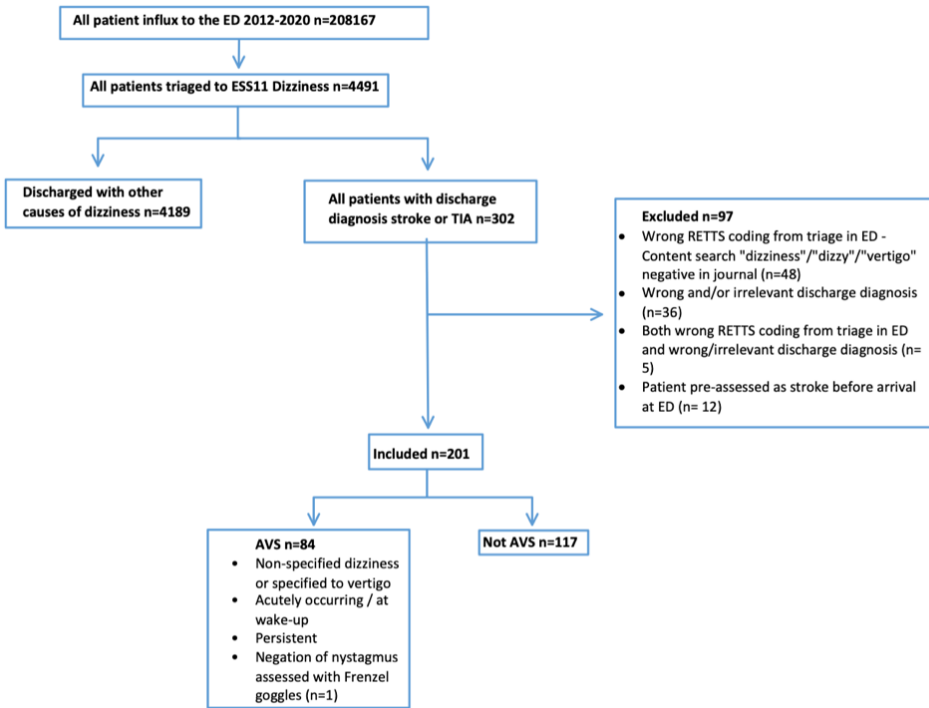 All patient influx to the ED 2012-2020 n=208167
All patients triaged to ESS11 Dizziness n=4491
Discharged with other
causes of dizziness n=4189
All patients with discharge
diagnosis stroke or TIA n=302
Excluded n=97
• Wrong RETTS coding from triage in ED -
Content search "dizziness"/"dizzy"/"vertigo"
negative in journal (n=48)
• Wrong and/or irrelevant discharge diagnosis
(n=36)
• Both wrong RETTS coding from triage in ED
and wrong/irrelevant discharge diagnosis (n=
5)
• Patient pre-assessed as stroke before arrival
at ED (n= 12)
Included n=201
AVS n=84
• Non-specified dizziness
or specified to vertigo
• Acutely occurring / at
wake-up
• Persistent
• Negation of nystagmus
assessed with Frenzel
goggles (n=1)
Not AVS n=117